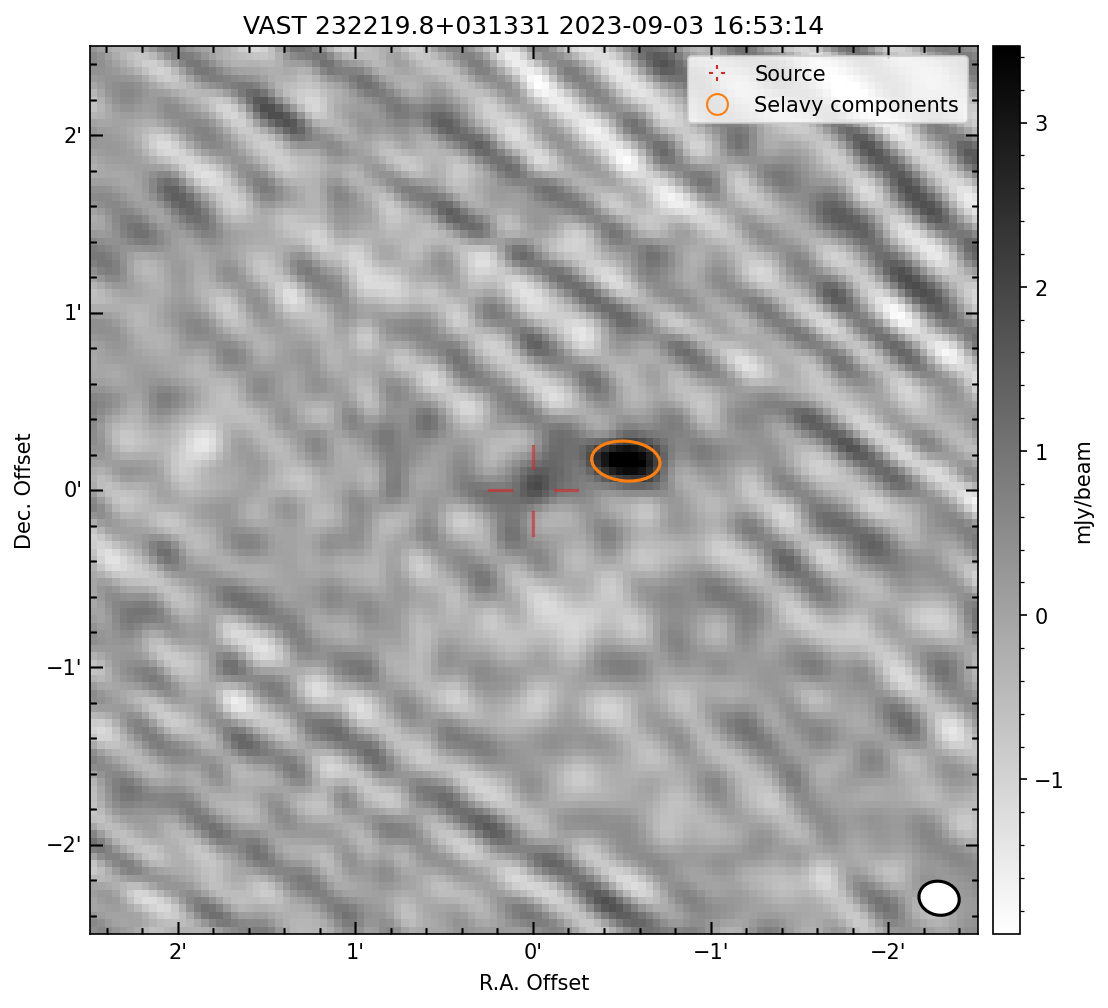 VAST 232219.8+031331 2023-09-03 16:53:14
Source
Selavy components
2'
1'
0'
−1'
−2'
Dec. Offset
2'
1'
0'
−1'
−2'
R.A. Offset
3
2
1
0
−1
mJy/beam